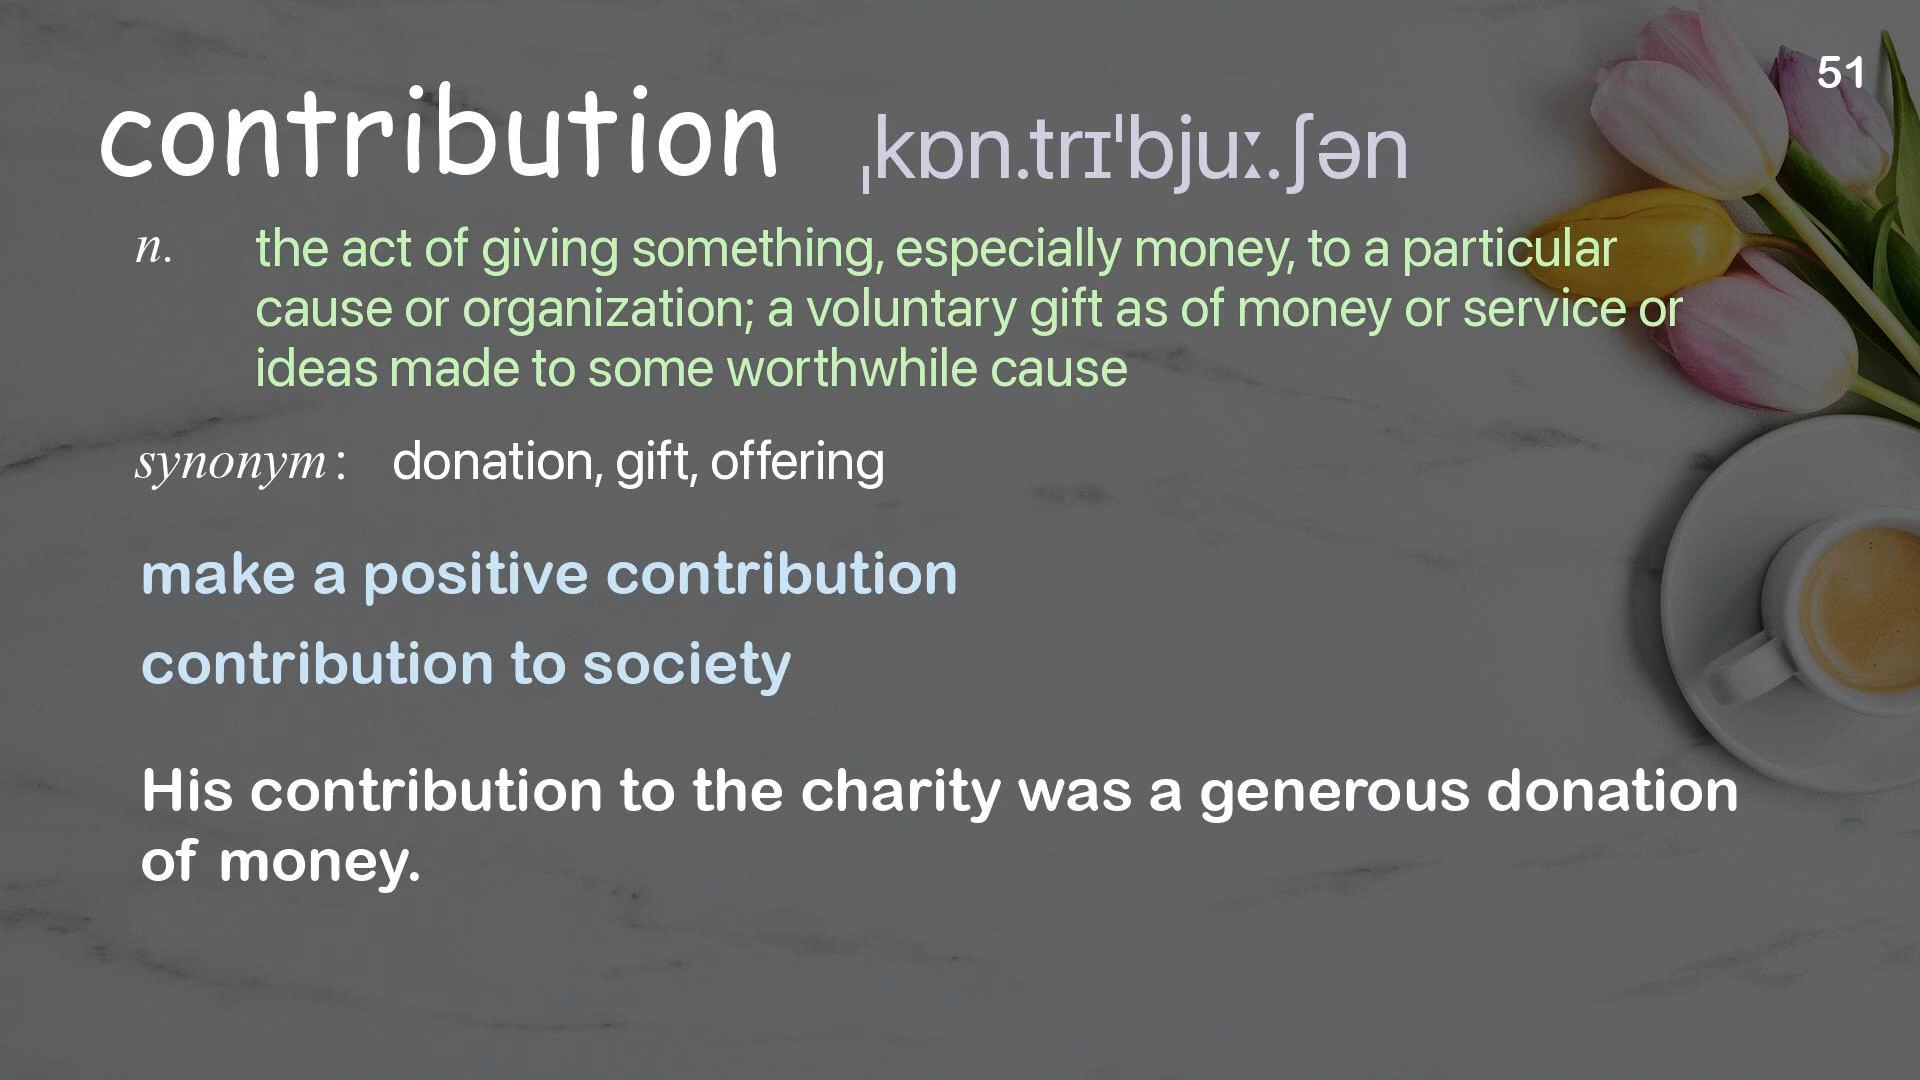 51
contribution ˌkɒn.trɪˈbjuː.ʃən
n. the act of giving something, especially money, to a particular
cause or organization; a voluntary gift as of money or service or
ideas made to some worthwhile cause
synonym: donation, gift, offering
make a positive contribution
contribution to society
His contribution to the charity was a generous donation
of money.